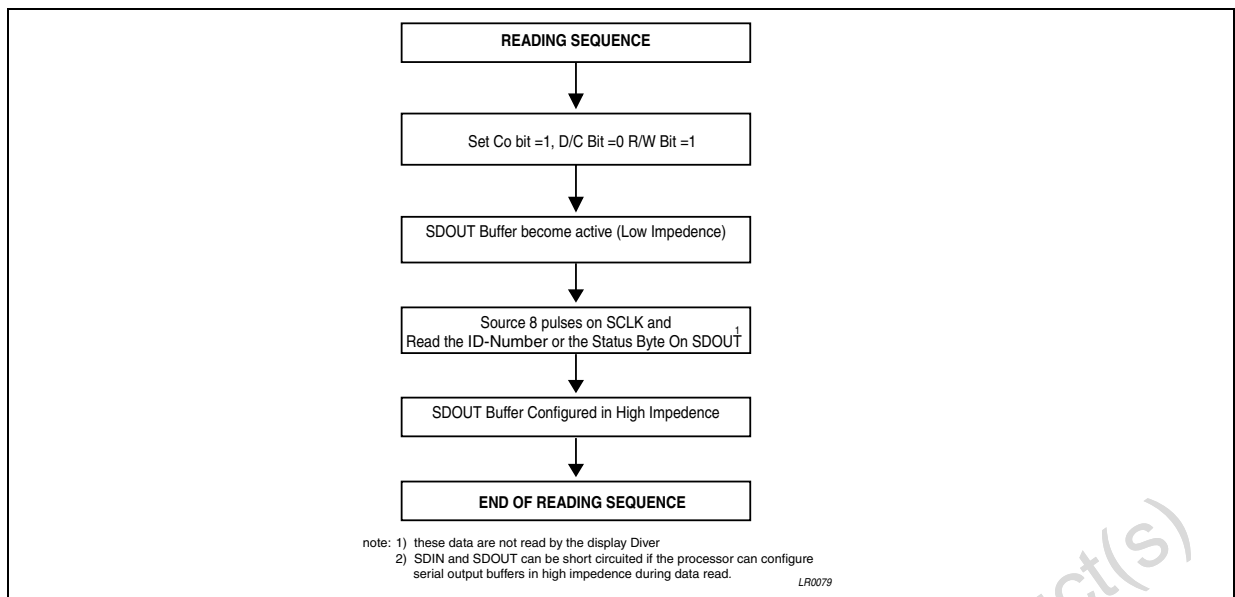 READING SEQUENCE
Set Co bit =1, D/C Bit =0 R/W Bit =1
SDOUT Buffer become active (Low Impedence)
Source 8 pulses on SCLK and
Read the ID-Number or the Status Byte On SDOUT 1
SDOUT Buffer Configured in High Impedence
END OF READING SEQUENCE
note: 1) these data are not read by the display Diver
2) SDIN and SDOUT can be short circuited if the processor can configure
serial output buffers in high impedence during data read.
LR0079
ct(s)